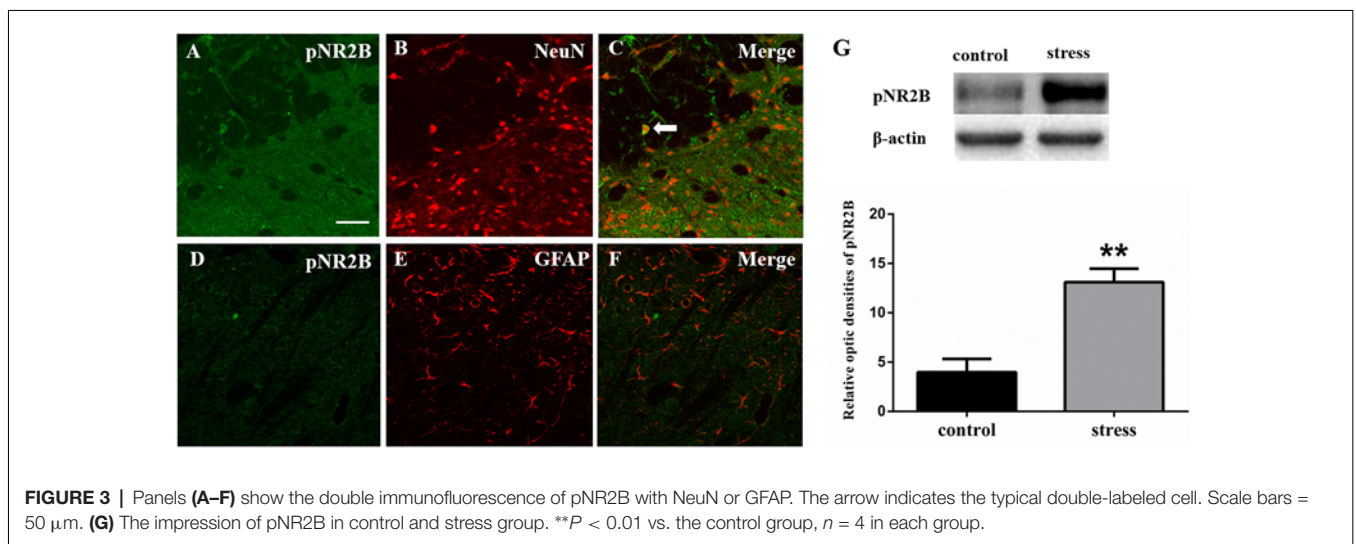 A pNR2B
B NeuN
C Merge
D pNR2B
E GFAP
F Merge
G
control stress
pNR2B
β-actin
Relative optic densities of pNR2B
20
15
10
5
0
**
control stress
FIGURE 3 | Panels (A–F) show the double immunofluorescence of pNR2B with NeuN or GFAP. The arrow indicates the typical double-labeled cell. Scale bars =
50 μm. (G) The impression of pNR2B in control and stress group. **P < 0.01 vs. the control group, n = 4 in each group.